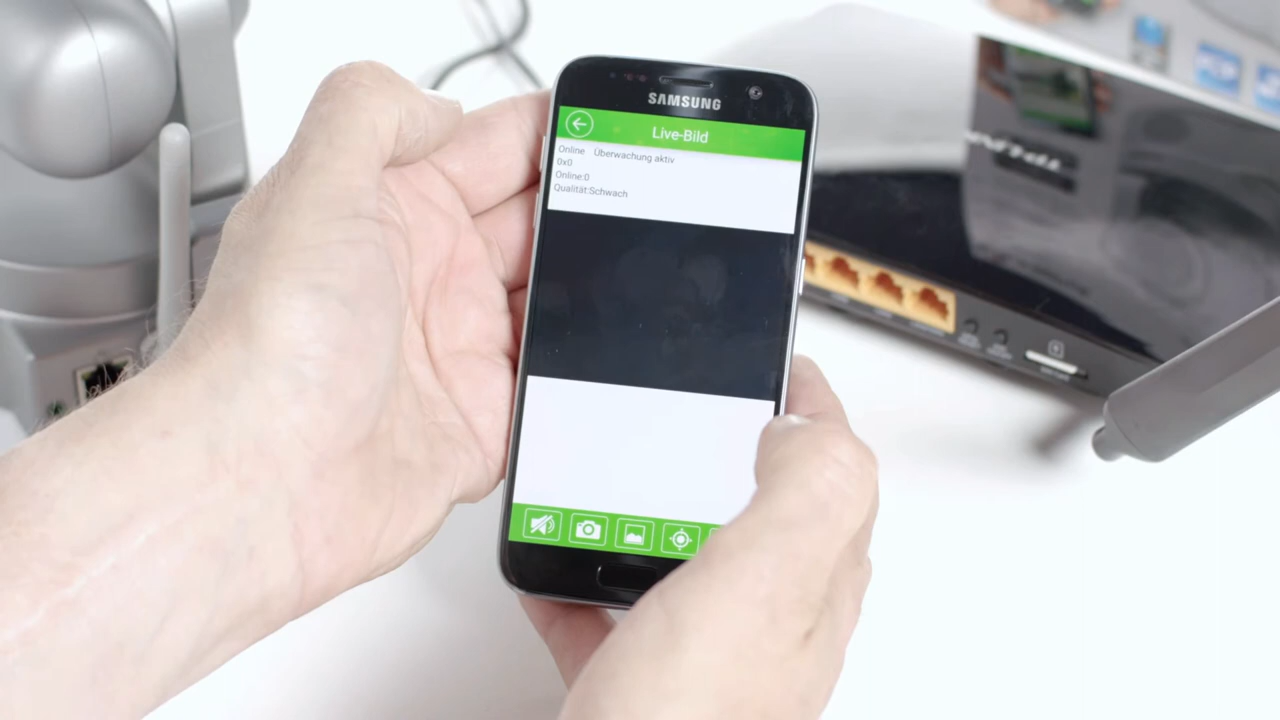 SAMSUNG
Live-Bild
Online Überwachung aktiv
0x0
Online:0
Qualität:Schwach